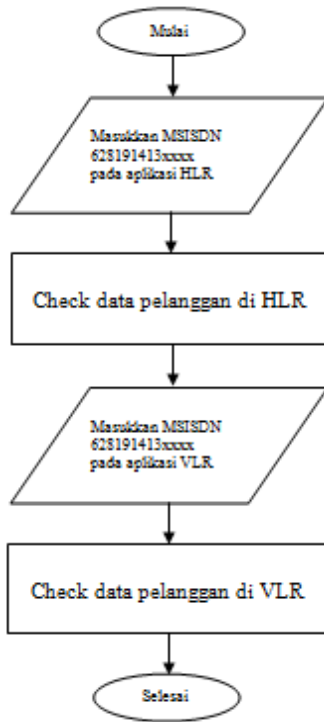 Mulai
Masukkan MSISDN
628191413xxxx
pada aplikasi HLR
Check data pelanggan di HLR
Masukkan MSISDN
628191413xxxx
pada aplikasi VLR
Check data pelanggan di VLR
Selesai